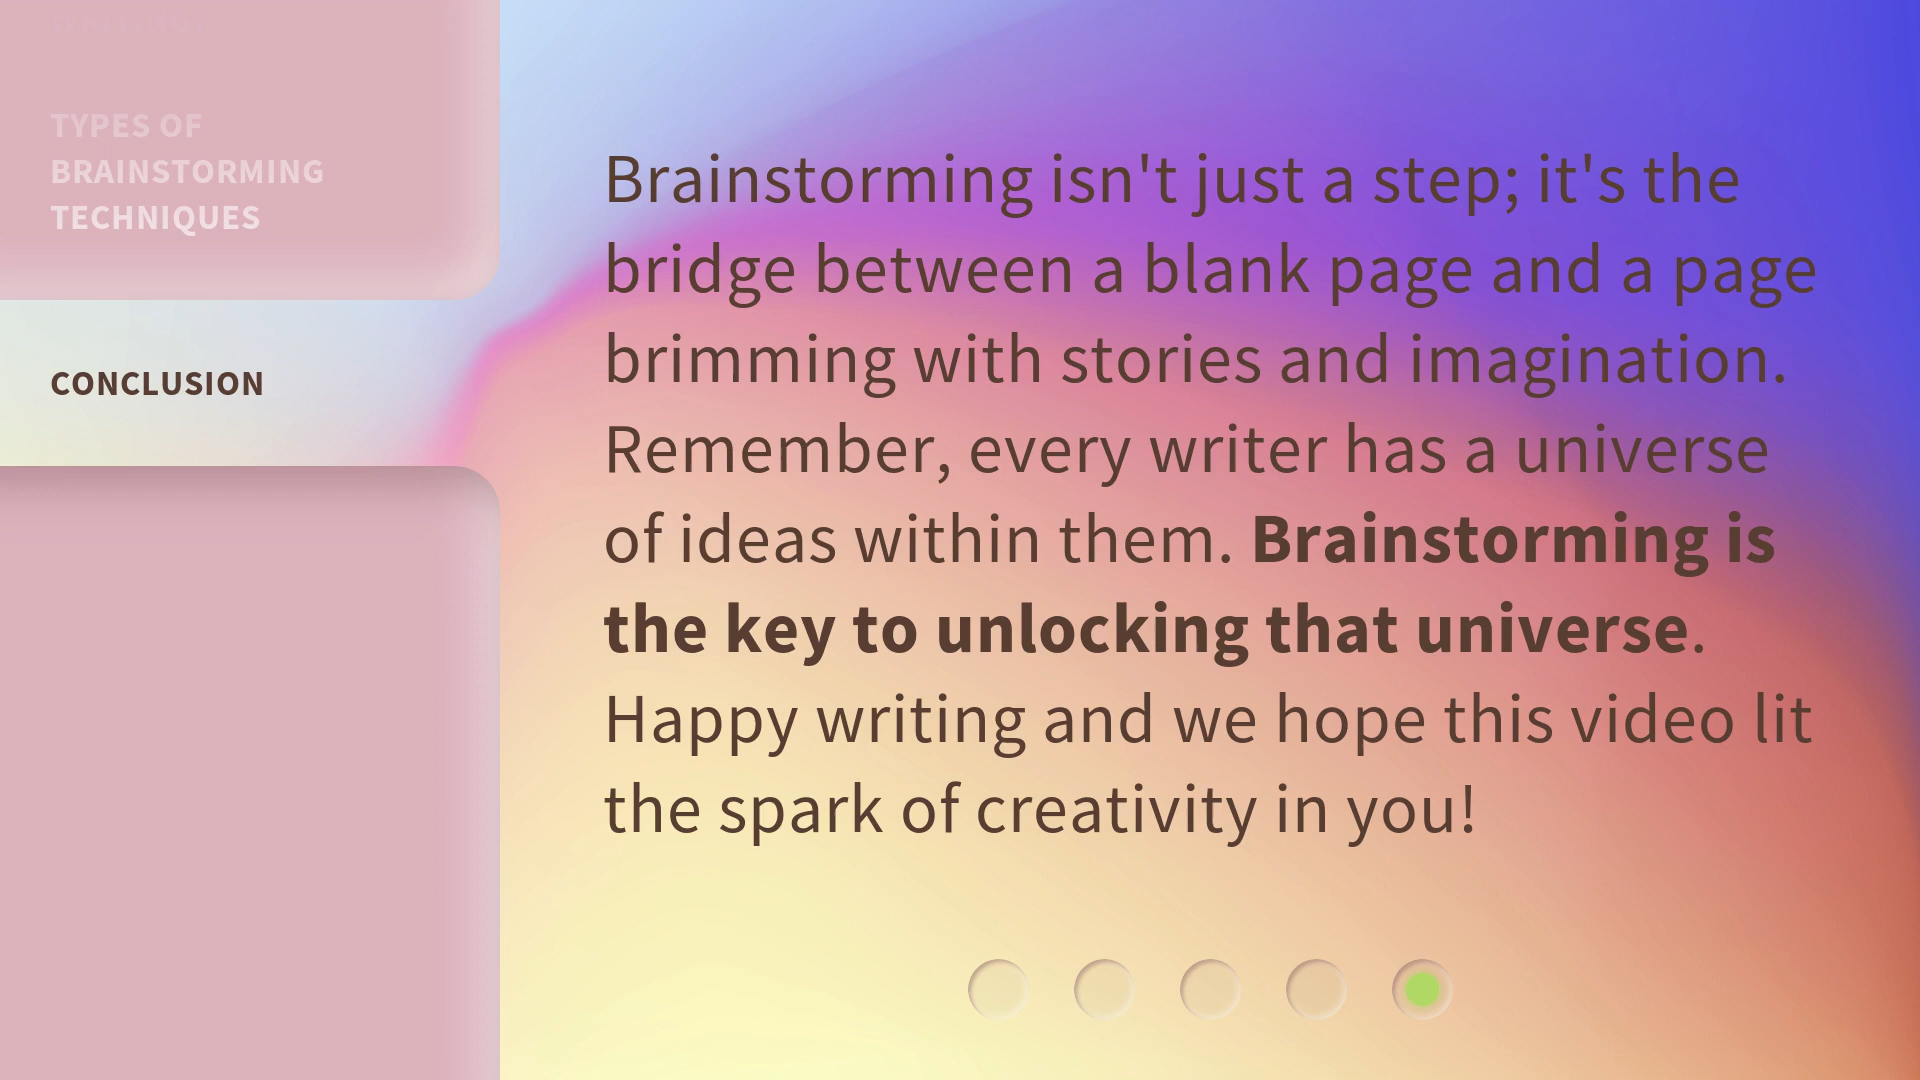 TYPES OF
BRAINSTORMING
TECHNIQUES
CONCLUSION
Brainstorming isn't just a step; it's the
bridge between a blank page and a page
brimming with stories and imagination.
Remember, every writer has a universe
of ideas within them. Brainstorming is
the key to unlocking that universe.
Happy writing and we hope this video lit
the spark of creativity in you!